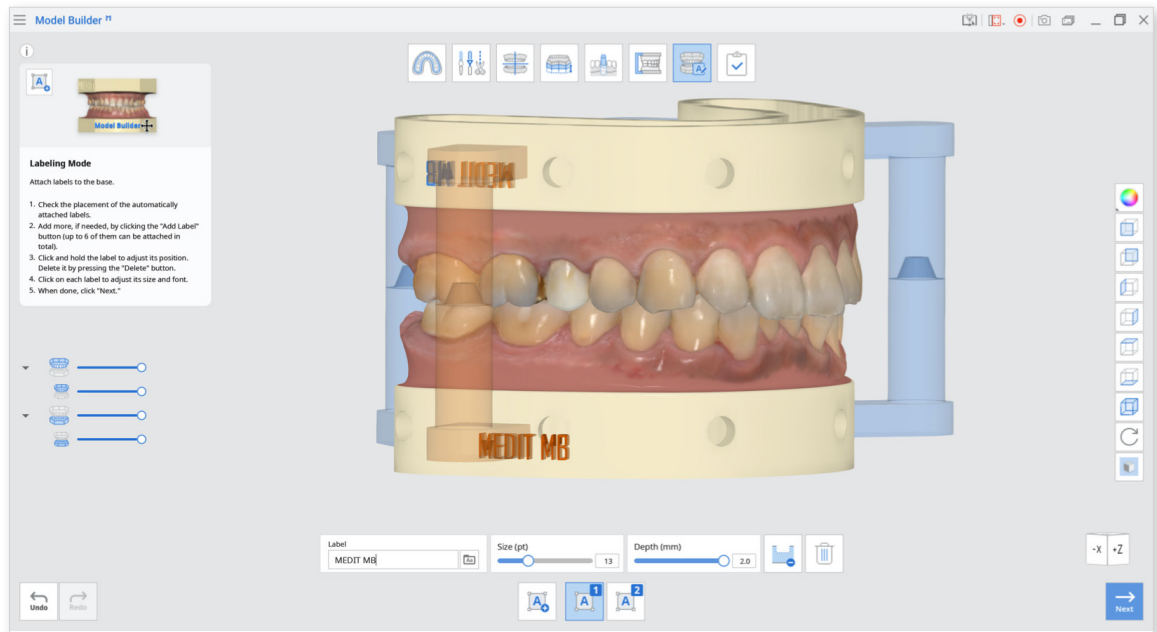 Model Builder
i
A
Model Builder
Labeling Mode
Attach labels to the base.
1. Check the placement of the automatically
attached labels.
2. Add more, if needed, by clicking the "Add Label"
button (up to 6 of them can be attached in
total).
3. Click and hold the label to adjust its position.
Delete it by pressing the "Delete" button.
4. Click on each label to adjust its size and font.
5. When done, click "Next."
A
MEDIT MB
MEDIT MB
Label
MEDIT MB
Aa
Size (pt)
13
Depth (mm)
2.0
-X +Z
Undo
Redo
A
A 1
A 2
Next